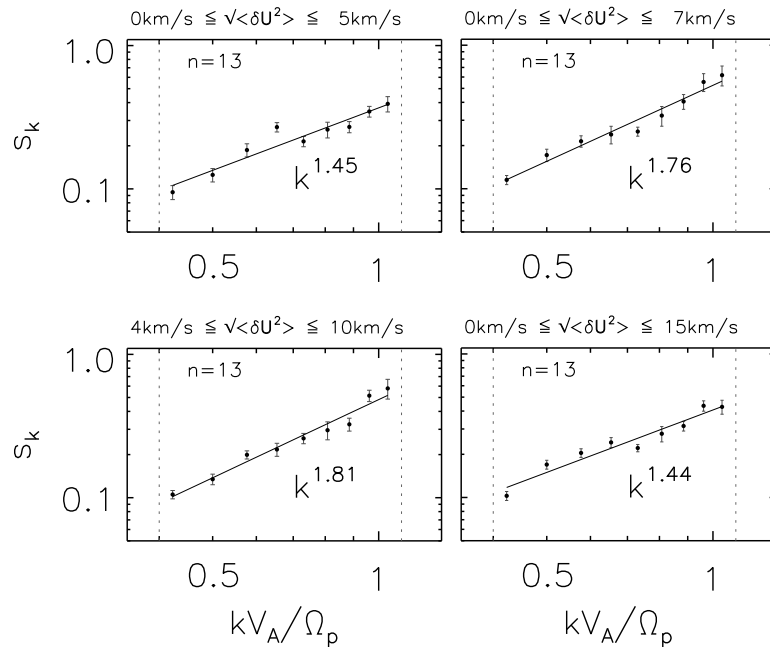 0km/s ≦ √<δU²> ≦ 5km/s
0km/s ≦ √<δU²> ≦ 7km/s
1.0
n=13
n=13
S_k
0.1
k^1.45
k^1.76
0.5
1
0.5
1
4km/s ≦ √<δU²> ≦ 10km/s
0km/s ≦ √<δU²> ≦ 15km/s
1.0
n=13
n=13
S_k
0.1
k^1.81
k^1.44
0.5
1
0.5
1
kV_A/Ω_p
kV_A/Ω_p